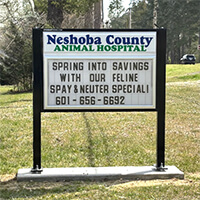 Neshoba County
ANIMAL HOSPITAL
SPRING INTO SAVINGS
WITH OUR FELINE
SPAY & NEUTER SPECIAL!
601-656-6692